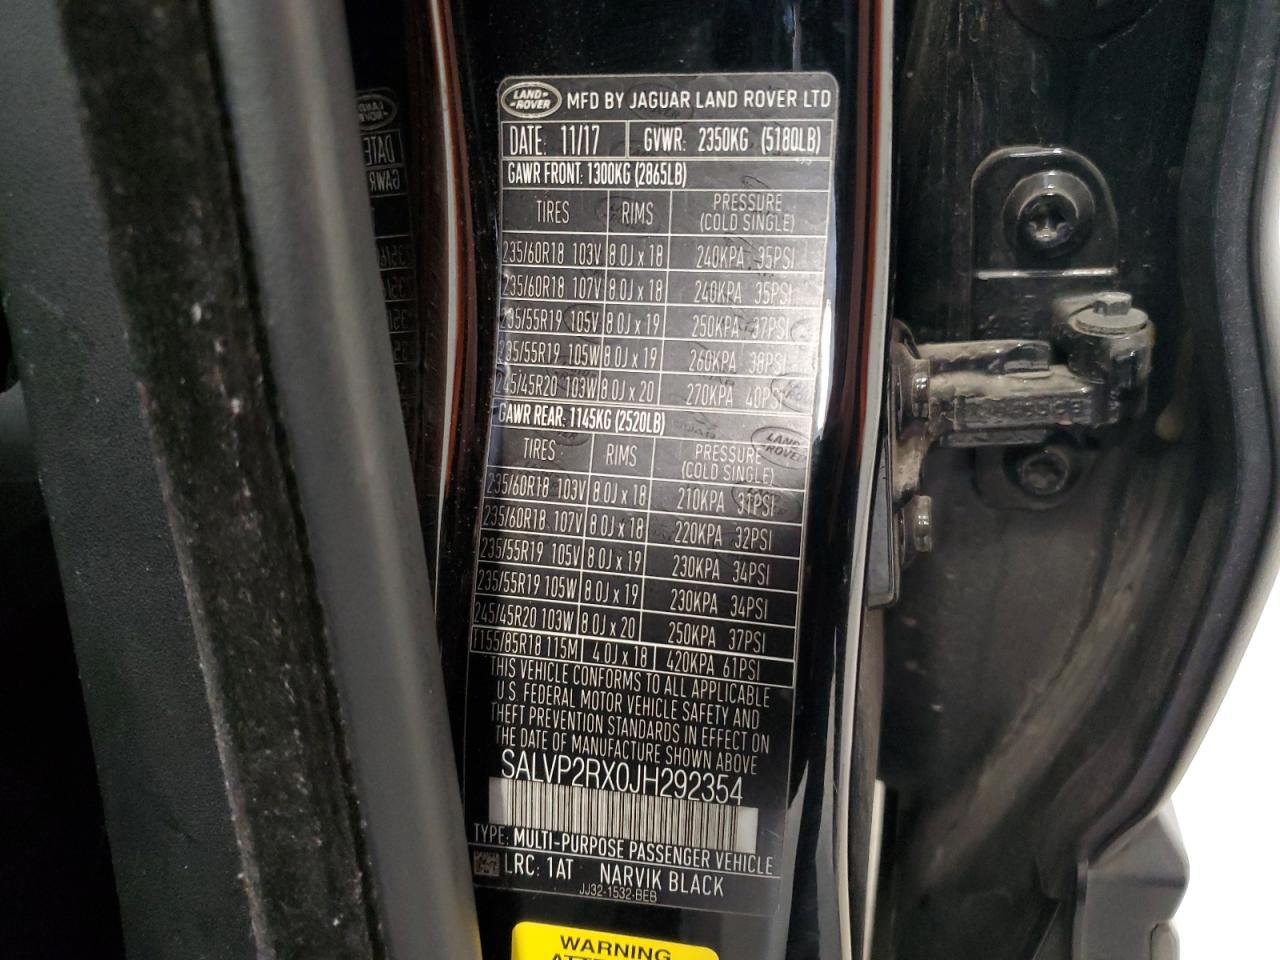 LAND-
-ROVER MFD BY JAGUAR LAND ROVER LTD
DATE: 11/17 GVWR: 2350KG (5180LB)
GAWR FRONT: 1300KG (2865LB)
TIRES RIMS PRESSURE
(COLD SINGLE)
235/60R18 103V 8.0J x 18 240KPA 35PSI
235/60R18 107V 8.0J x 18 240KPA 35PSI
235/55R19 105V 8.0J x 19 250KPA 37PSI
235/55R19 105W 8.0J x 19 260KPA 38PSI
245/45R20 103W 8.0J x 20 270KPA 40PSI
GAWR REAR: 1145KG (2520LB)
TIRES RIMS PRESSURE
(COLD SINGLE)
235/60R18 103V 8.0J x 18 210KPA 31PSI
235/60R18 107V 8.0J x 18 220KPA 32PSI
235/55R19 105V 8.0J x 19 230KPA 34PSI
235/55R19 105W 8.0J x 19 230KPA 34PSI
245/45R20 103W 8.0J x 20 250KPA 37PSI
T155/85R18 115M 4.0J x 18 420KPA 61PSI
THIS VEHICLE CONFORMS TO ALL APPLICABLE
U.S. FEDERAL MOTOR VEHICLE SAFETY AND
THEFT PREVENTION STANDARDS IN EFFECT ON
THE DATE OF MANUFACTURE SHOWN ABOVE
SALVP2RX0JH292354
TYPE: MULTI-PURPOSE PASSENGER VEHICLE
LRC: 1AT NARVIK BLACK
JJ32-1532-BEB
WARNING